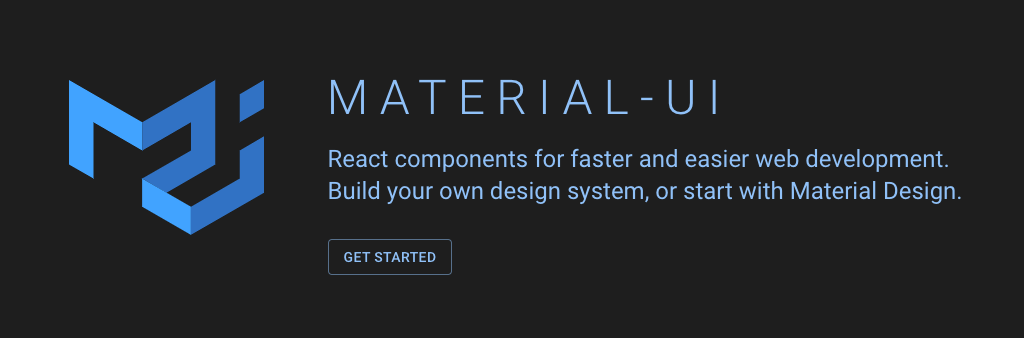 MATERIAL-UI
React components for faster and easier web development.
Build your own design system, or start with Material Design.
GET STARTED